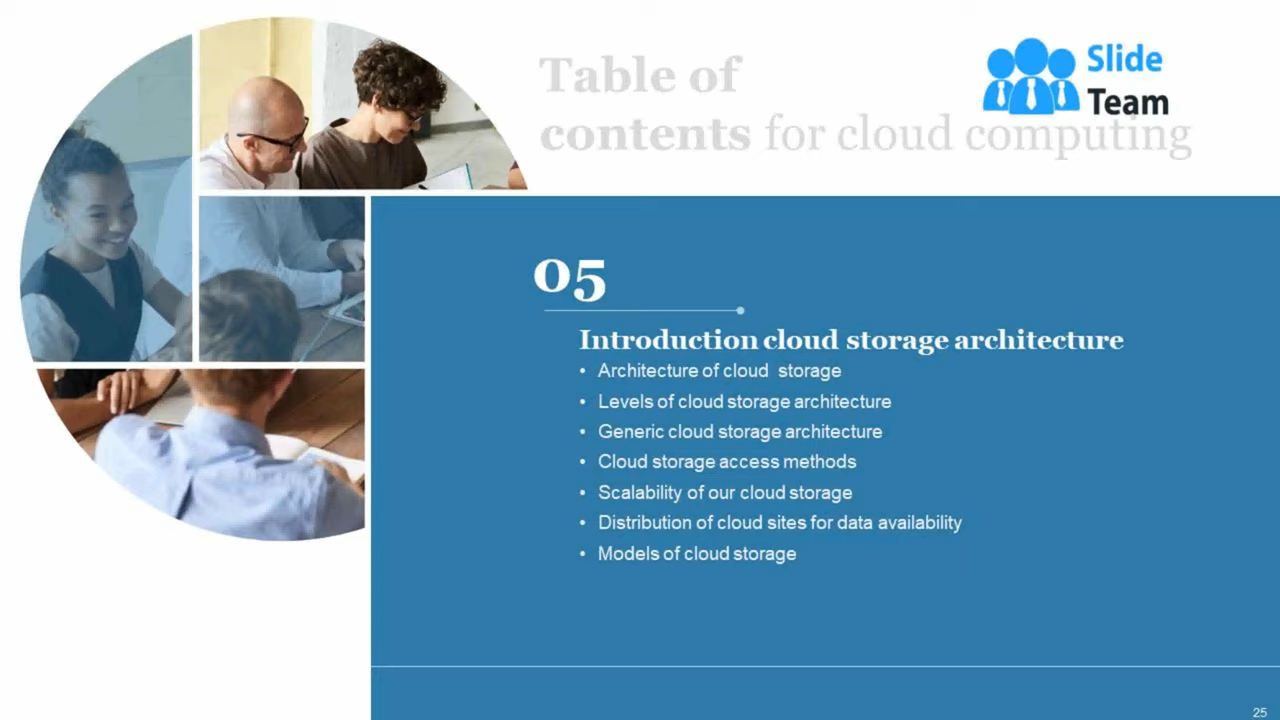 Table of
contents for cloud computing
Slide
Team
05
Introduction cloud storage architecture
• Architecture of cloud storage
• Levels of cloud storage architecture
• Generic cloud storage architecture
• Cloud storage access methods
• Scalability of our cloud storage
• Distribution of cloud sites for data availability
• Models of cloud storage
25